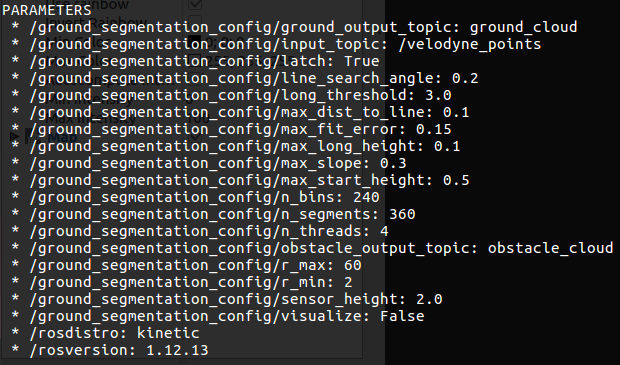 PARAMETERS
* /ground_segmentation_config/ground_output_topic: ground_cloud
* /ground_segmentation_config/input_topic: /velodyne_points
* /ground_segmentation_config/latch: True
* /ground_segmentation_config/line_search_angle: 0.2
* /ground_segmentation_config/long_threshold: 3.0
* /ground_segmentation_config/max_dist_to_line: 0.1
* /ground_segmentation_config/max_fit_error: 0.15
* /ground_segmentation_config/max_long_height: 0.1
* /ground_segmentation_config/max_slope: 0.3
* /ground_segmentation_config/max_start_height: 0.5
* /ground_segmentation_config/n_bins: 240
* /ground_segmentation_config/n_segments: 360
* /ground_segmentation_config/n_threads: 4
* /ground_segmentation_config/obstacle_output_topic: obstacle_cloud
* /ground_segmentation_config/r_max: 60
* /ground_segmentation_config/r_min: 2
* /ground_segmentation_config/sensor_height: 2.0
* /ground_segmentation_config/visualize: False
* /rosdistro: kinetic
* /rosversion: 1.12.13